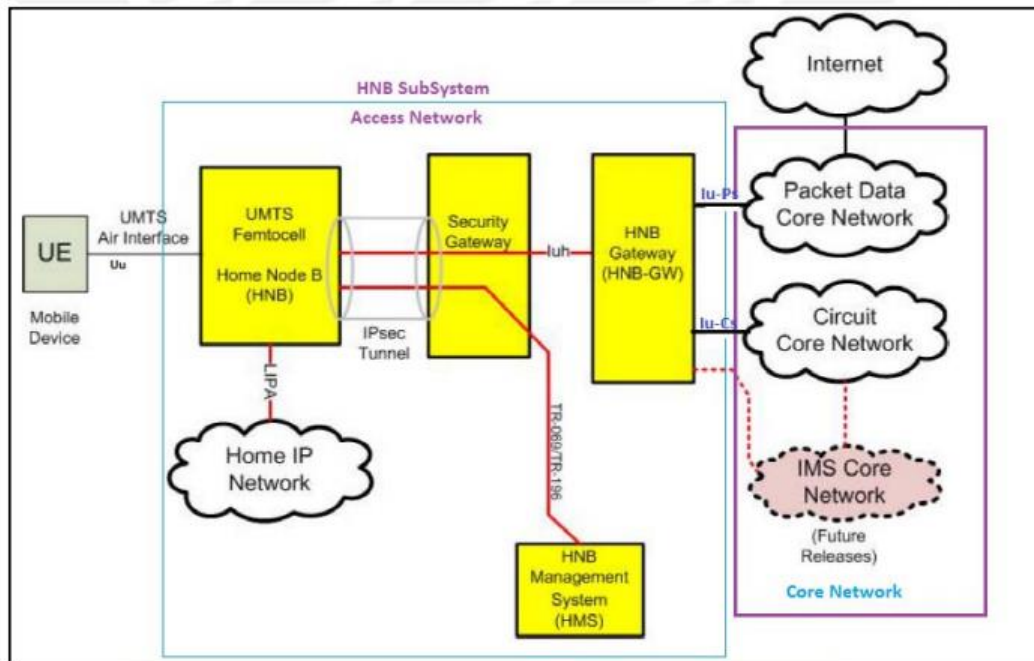 HNB SubSystem
Access Network
Internet
UE
Mobile
Device
UMTS
Air Interface
Uu
UMTS
Femtocell
Home Node B
(HNB)
IPsec
Tunnel
Security
Gateway
Iuh
HNB
Gateway
(HNB-GW)
Iu-Ps
Packet Data
Core Network
Iu-Cs
Circuit
Core Network
LIPA
Home IP
Network
TR-069/TR-196
HNB
Management
System
(HMS)
IMS Core
Network
(Future
Releases)
Core Network